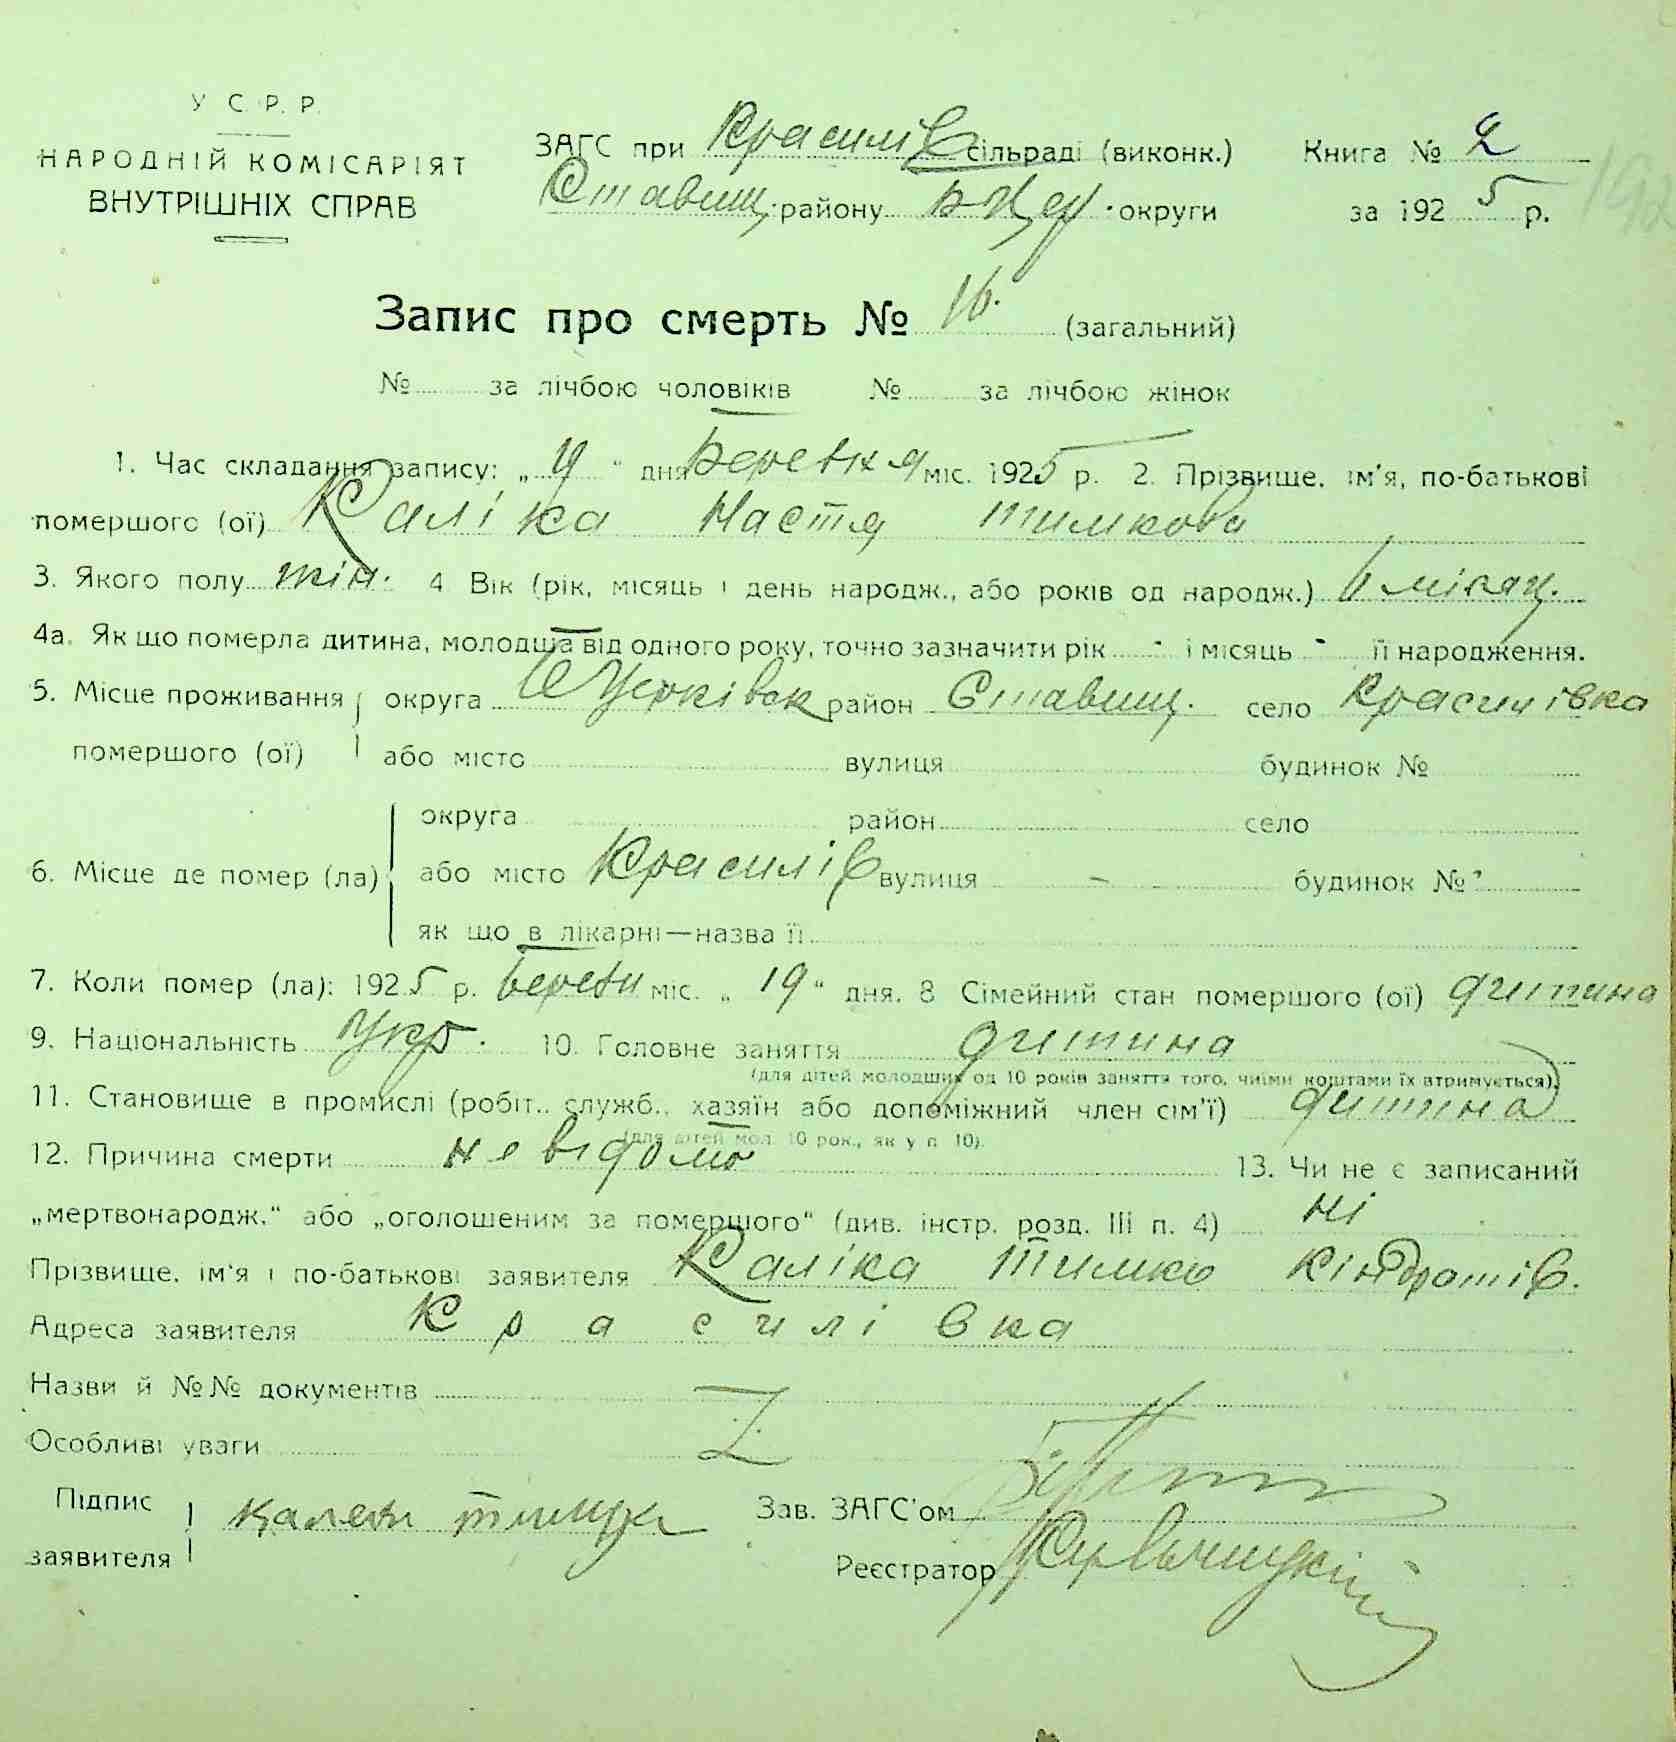 У С. Р. Р.
НАРОДНІЙ КОМІСАРІЯТ
ВНУТРІШНІХ СПРАВ
ЗАГС при Красилів сільраді (виконк.) Книга № 2
Ставищ. району Б-Цер. округи за 1925 р.
Запис про смерть № 16. (загальний)
№ за лічбою чоловіків № за лічбою жінок
1. Час складання запису: „ “ дня Березня міс. 1925 р. 2. Прізвище, ім'я, по-батькові
помершого (ої) Каліка Настя тимкова
3. Якого полу жін. 4 Вік (рік, місяць і день народж., або років од народж.) місяц.
4а. Як що померла дитина, молодша від одного року, точно зазначити рік - і місяць - її народження.
5. Місце проживання помершого (ої) округа район Ставищ. село Красилівка
або місто вулиця будинок №
6. Місце де помер (ла) округа район село
або місто Красилів вулиця - будинок № -
як що в лікарні—назва її
7. Коли помер (ла): 1925 р. березн міс. „ 19 “ дня. 8 Сімейний стан помершого (ої) дитина
9. Національність Укр. 10. Головне заняття дитина
(для дітей молодших од 10 років заняття того, чиїми коштами їх втримується).
11. Становище в промислі (робіт., служб., хазяїн або допоміжний член сім'ї) дитина
(для дітей мол. 10 рок., як у п. 10).
12. Причина смерти невідомо 13. Чи не є записаний
„мертвонародж.“ або „оголошеним за помершого“ (див. інстр. розд. III п. 4) ні
Прізвище, ім'я і по-батькові заявителя Каліка Тимко Кіндратів.
Адреса заявителя Красилівка
Назви й №№ документів
Особливі уваги Z
Підпис заявителя
Зав. ЗАГС'ом
Реєстратор